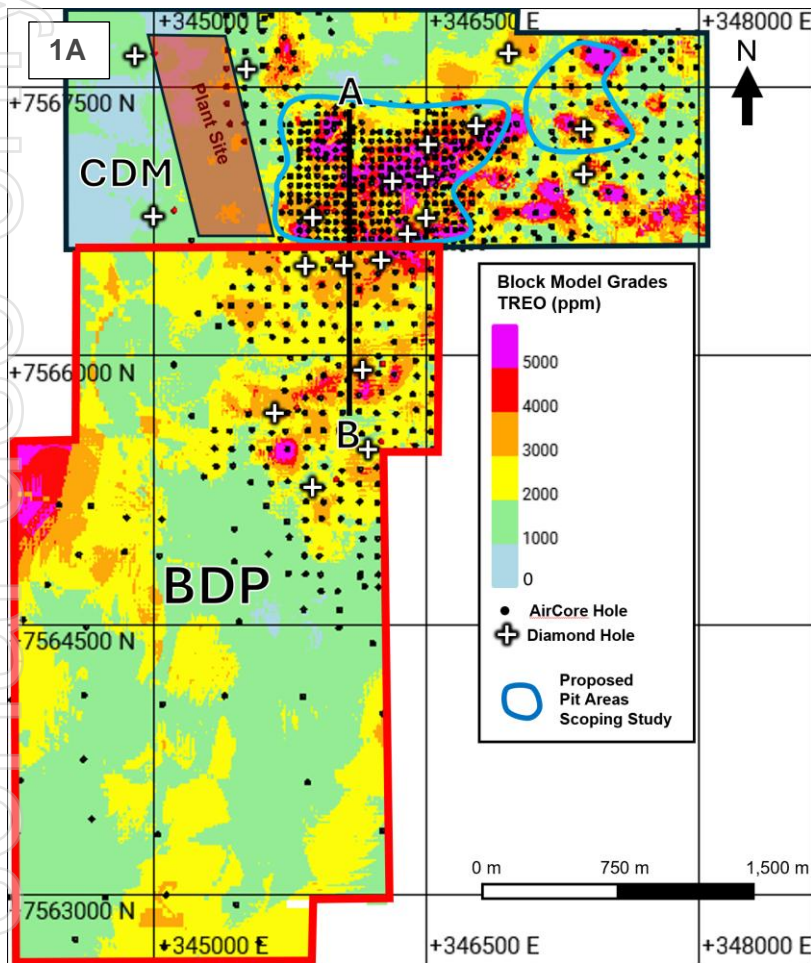 1A
+345000 E
+346500 E
+348000 E
N
+7567500 N
A
Plant Site
CDM
Block Model Grades
TREO (ppm)
5000
+7566000 N
4000
3000
B
2000
1000
0
BDP
AirCore Hole
Diamond Hole
+7564500 N
Proposed
Pit Areas
Scoping Study
0 m
750 m
1,500 m
+7563000 N
+345000 E
+346500 E
+348000 E